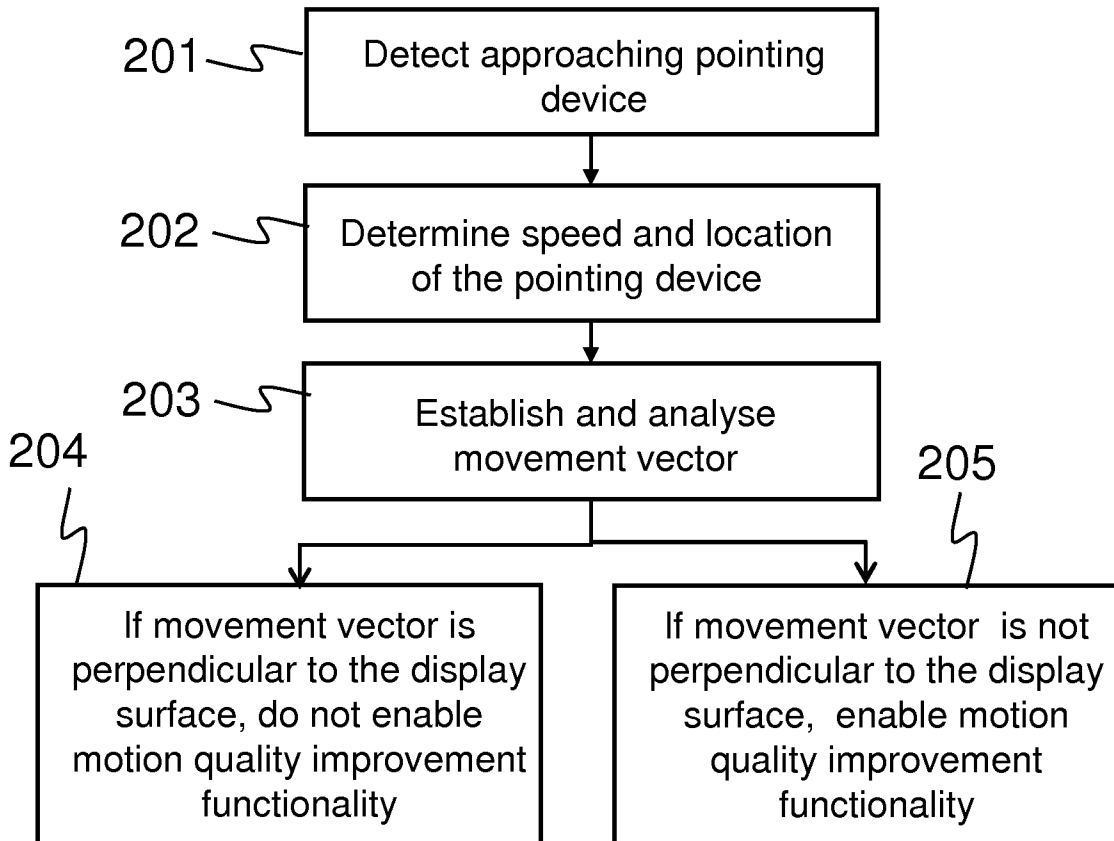 201
Detect approaching pointing
device
202
Determine speed and location
of the pointing device
203
Establish and analyse
movement vector
204
If movement vector is
perpendicular to the display
surface, do not enable
motion quality improvement
functionality
205
If movement vector is not
perpendicular to the display
surface, enable motion
quality improvement
functionality